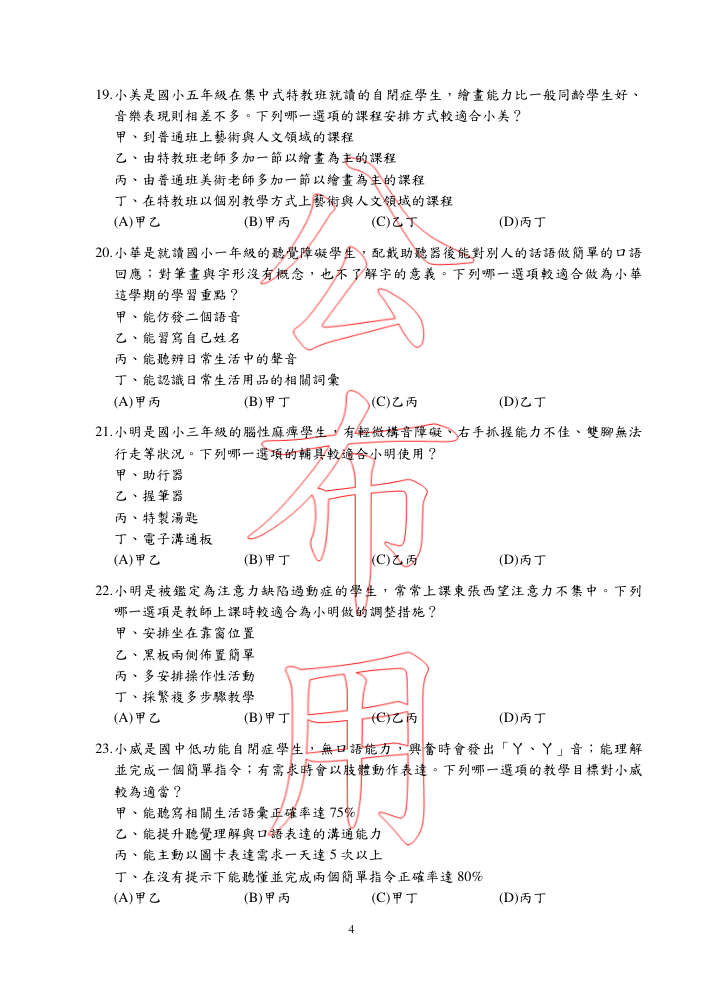 19.小美是國小五年級在集中式特教班就讀的自閉症學生，繪畫能力比一般同齡學生好、
音樂表現則相差不多。下列哪一選項的課程安排方式較適合小美？
甲、到普通班上藝術與人文領域的課程
乙、由特教班老師多加一節以繪畫為主的課程
丙、由普通班美術老師多加一節以繪畫為主的課程
丁、在特教班以個別教學方式上藝術與人文領域的課程
(A)甲乙 (B)甲丙 (C)乙丁 (D)丙丁
20.小華是就讀國小一年級的聽覺障礙學生，配戴助聽器後能對別人的話語做簡單的口語
回應；對筆畫與字形沒有概念，也不了解字的意義。下列哪一選項較適合做為小華
這學期的學習重點？
甲、能仿發二個語音
乙、能習寫自己姓名
丙、能聽辨日常生活中的聲音
丁、能認識日常生活用品的相關詞彙
(A)甲丙 (B)甲丁 (C)乙丙 (D)乙丁
21.小明是國小三年級的腦性麻痺學生，有輕微構音障礙、右手抓握能力不佳、雙腳無法
行走等狀況。下列哪一選項的輔具較適合小明使用？
甲、助行器
乙、握筆器
丙、特製湯匙
丁、電子溝通板
(A)甲乙 (B)甲丁 (C)乙丙 (D)丙丁
22.小明是被鑑定為注意力缺陷過動症的學生，常常上課東張西望注意力不集中。下列
哪一選項是教師上課時較適合為小明做的調整措施？
甲、安排坐在靠窗位置
乙、黑板兩側佈置簡單
丙、多安排操作性活動
丁、採繁複多步驟教學
(A)甲乙 (B)甲丁 (C)乙丙 (D)丙丁
23.小威是國中低功能自閉症學生，無口語能力，興奮時會發出「ㄚ、ㄚ」音；能理解
並完成一個簡單指令；有需求時會以肢體動作表達。下列哪一選項的教學目標對小威
較為適當？
甲、能聽寫相關生活語彙正確率達 75%
乙、能提升聽覺理解與口語表達的溝通能力
丙、能主動以圖卡表達需求一天達 5 次以上
丁、在沒有提示下能聽懂並完成兩個簡單指令正確率達 80%
(A)甲乙 (B)甲丙 (C)甲丁 (D)丙丁
4
公布用